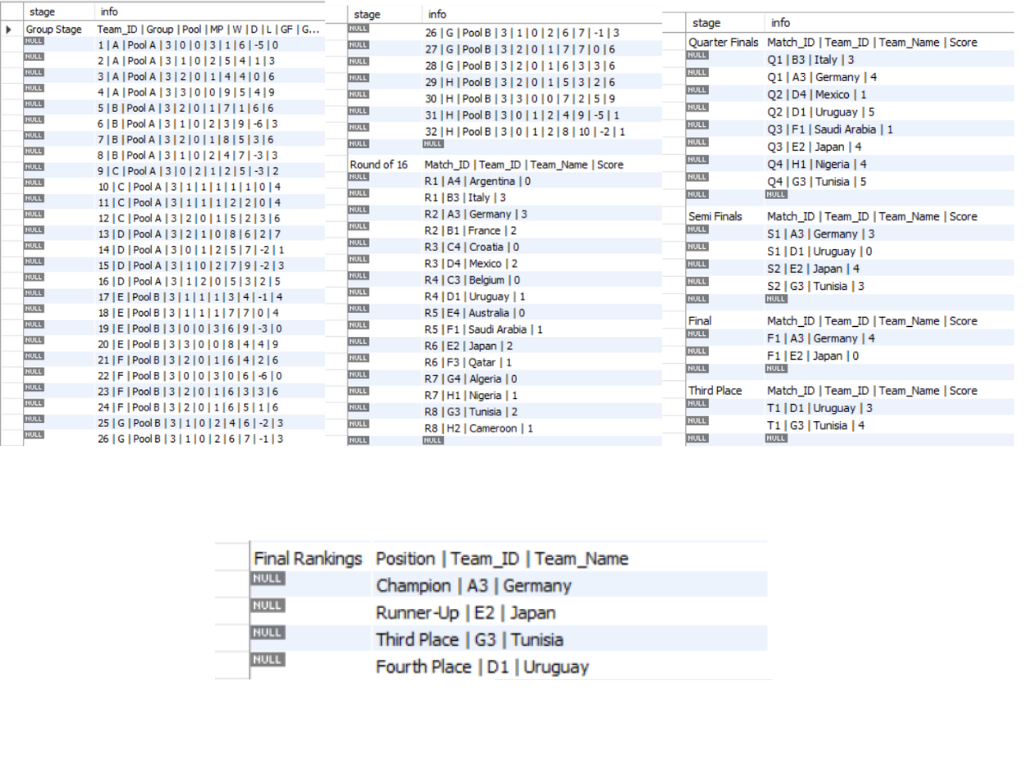 stage info
Group Stage Team_ID | Group | Pool | MP | W | D | L | GF | G...
NULL 1 | A | Pool A | 3 | 0 | 0 | 3 | 1 | 6 | -5 | 0
NULL 2 | A | Pool A | 3 | 1 | 0 | 2 | 5 | 4 | 1 | 3
NULL 3 | A | Pool A | 3 | 2 | 0 | 1 | 4 | 4 | 0 | 6
NULL 4 | A | Pool A | 3 | 3 | 0 | 0 | 9 | 5 | 4 | 9
NULL 5 | B | Pool A | 3 | 2 | 0 | 1 | 7 | 1 | 6 | 6
NULL 6 | B | Pool A | 3 | 1 | 0 | 2 | 3 | 9 | -6 | 3
NULL 7 | B | Pool A | 3 | 2 | 0 | 1 | 8 | 5 | 3 | 6
NULL 8 | B | Pool A | 3 | 1 | 0 | 2 | 4 | 7 | -3 | 3
NULL 9 | C | Pool A | 3 | 0 | 2 | 1 | 2 | 5 | -3 | 2
NULL 10 | C | Pool A | 3 | 1 | 1 | 1 | 1 | 1 | 0 | 4
NULL 11 | C | Pool A | 3 | 1 | 1 | 1 | 2 | 2 | 0 | 4
NULL 12 | C | Pool A | 3 | 2 | 0 | 1 | 5 | 2 | 3 | 6
NULL 13 | D | Pool A | 3 | 2 | 1 | 0 | 8 | 6 | 2 | 7
NULL 14 | D | Pool A | 3 | 0 | 1 | 2 | 5 | 7 | -2 | 1
NULL 15 | D | Pool A | 3 | 1 | 0 | 2 | 7 | 9 | -2 | 3
NULL 16 | D | Pool A | 3 | 1 | 2 | 0 | 5 | 3 | 2 | 5
NULL 17 | E | Pool B | 3 | 1 | 1 | 1 | 3 | 4 | -1 | 4
NULL 18 | E | Pool B | 3 | 1 | 1 | 1 | 7 | 7 | 0 | 4
NULL 19 | E | Pool B | 3 | 0 | 0 | 3 | 6 | 9 | -3 | 0
NULL 20 | E | Pool B | 3 | 3 | 0 | 0 | 8 | 4 | 4 | 9
NULL 21 | F | Pool B | 3 | 2 | 0 | 1 | 6 | 4 | 2 | 6
NULL 22 | F | Pool B | 3 | 0 | 0 | 3 | 0 | 6 | -6 | 0
NULL 23 | F | Pool B | 3 | 2 | 0 | 1 | 6 | 3 | 3 | 6
NULL 24 | F | Pool B | 3 | 2 | 0 | 1 | 6 | 5 | 1 | 6
NULL 25 | G | Pool B | 3 | 1 | 0 | 2 | 4 | 6 | -2 | 3
NULL 26 | G | Pool B | 3 | 1 | 0 | 2 | 6 | 7 | -1 | 3
stage info
NULL 26 | G | Pool B | 3 | 1 | 0 | 2 | 6 | 7 | -1 | 3
NULL 27 | G | Pool B | 3 | 2 | 0 | 1 | 7 | 7 | 0 | 6
NULL 28 | G | Pool B | 3 | 2 | 0 | 1 | 6 | 3 | 3 | 6
NULL 29 | H | Pool B | 3 | 2 | 0 | 1 | 5 | 3 | 2 | 6
NULL 30 | H | Pool B | 3 | 3 | 0 | 0 | 7 | 2 | 5 | 9
NULL 31 | H | Pool B | 3 | 0 | 1 | 2 | 4 | 9 | -5 | 1
NULL 32 | H | Pool B | 3 | 0 | 1 | 2 | 8 | 10 | -2 | 1
NULL NULL
Round of 16 Match_ID | Team_ID | Team_Name | Score
NULL R1 | A4 | Argentina | 0
NULL R1 | B3 | Italy | 3
NULL R2 | A3 | Germany | 3
NULL R2 | B1 | France | 2
NULL R3 | C4 | Croatia | 0
NULL R3 | D4 | Mexico | 2
NULL R4 | C3 | Belgium | 0
NULL R4 | D1 | Uruguay | 1
NULL R5 | E4 | Australia | 0
NULL R5 | F1 | Saudi Arabia | 1
NULL R6 | E2 | Japan | 2
NULL R6 | F3 | Qatar | 1
NULL R7 | G4 | Algeria | 0
NULL R7 | H1 | Nigeria | 1
NULL R8 | G3 | Tunisia | 2
NULL R8 | H2 | Cameroon | 1
NULL NULL
stage info
Quarter Finals Match_ID | Team_ID | Team_Name | Score
NULL Q1 | B3 | Italy | 3
NULL Q1 | A3 | Germany | 4
NULL Q2 | D4 | Mexico | 1
NULL Q2 | D1 | Uruguay | 5
NULL Q3 | F1 | Saudi Arabia | 1
NULL Q3 | E2 | Japan | 4
NULL Q4 | H1 | Nigeria | 4
NULL Q4 | G3 | Tunisia | 5
NULL NULL
Semi Finals Match_ID | Team_ID | Team_Name | Score
NULL S1 | A3 | Germany | 3
NULL S1 | D1 | Uruguay | 0
NULL S2 | E2 | Japan | 4
NULL S2 | G3 | Tunisia | 3
NULL NULL
Final Match_ID | Team_ID | Team_Name | Score
NULL F1 | A3 | Germany | 4
NULL F1 | E2 | Japan | 0
NULL NULL
Third Place Match_ID | Team_ID | Team_Name | Score
NULL T1 | D1 | Uruguay | 3
NULL T1 | G3 | Tunisia | 4
NULL NULL
Final Rankings Position | Team_ID | Team_Name
NULL Champion | A3 | Germany
NULL Runner-Up | E2 | Japan
NULL Third Place | G3 | Tunisia
NULL Fourth Place | D1 | Uruguay